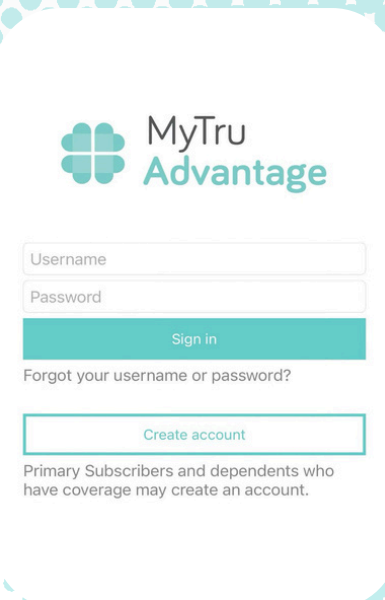 MyTru
Advantage
Username
Password
Sign in
Forgot your username or password?
Create account
Primary Subscribers and dependents who
have coverage may create an account.